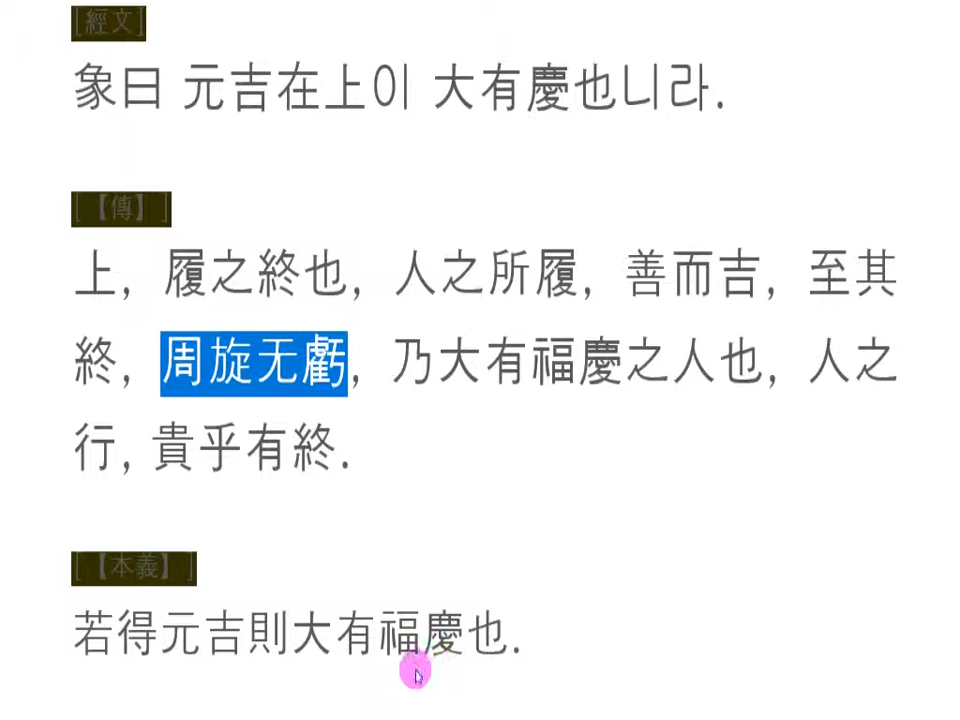 [經文]
象曰 元吉在上이 大有慶也니라.
[【傳】]
上, 履之終也, 人之所履, 善而吉, 至其
終, 周旋无虧, 乃大有福慶之人也, 人之
行, 貴乎有終.
[【本義】]
若得元吉則大有福慶也.